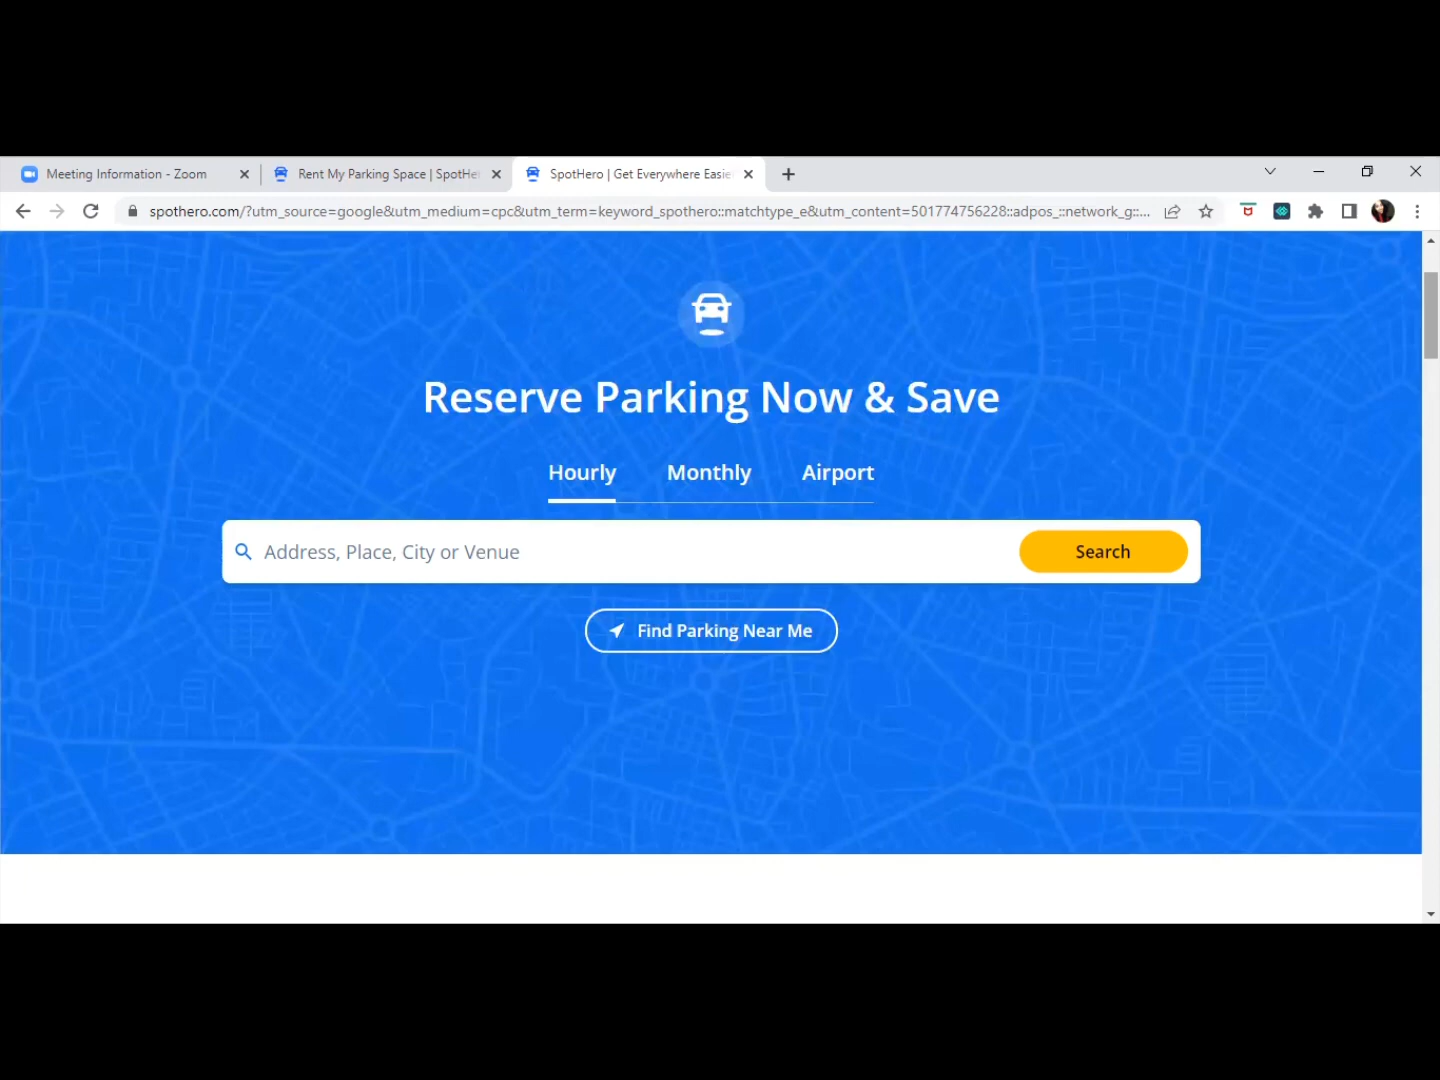 Meeting Information - Zoom
Rent My Parking Space | SpotHe
SpotHero | Get Everywhere Easie
spothero.com/?utm_source=google&utm_medium=cpc&utm_term=keyword_spothero::matchtype_e&utm_content=501774756228::adpos_::network_g::...
Reserve Parking Now & Save
Hourly Monthly Airport
Address, Place, City or Venue
Search
Find Parking Near Me